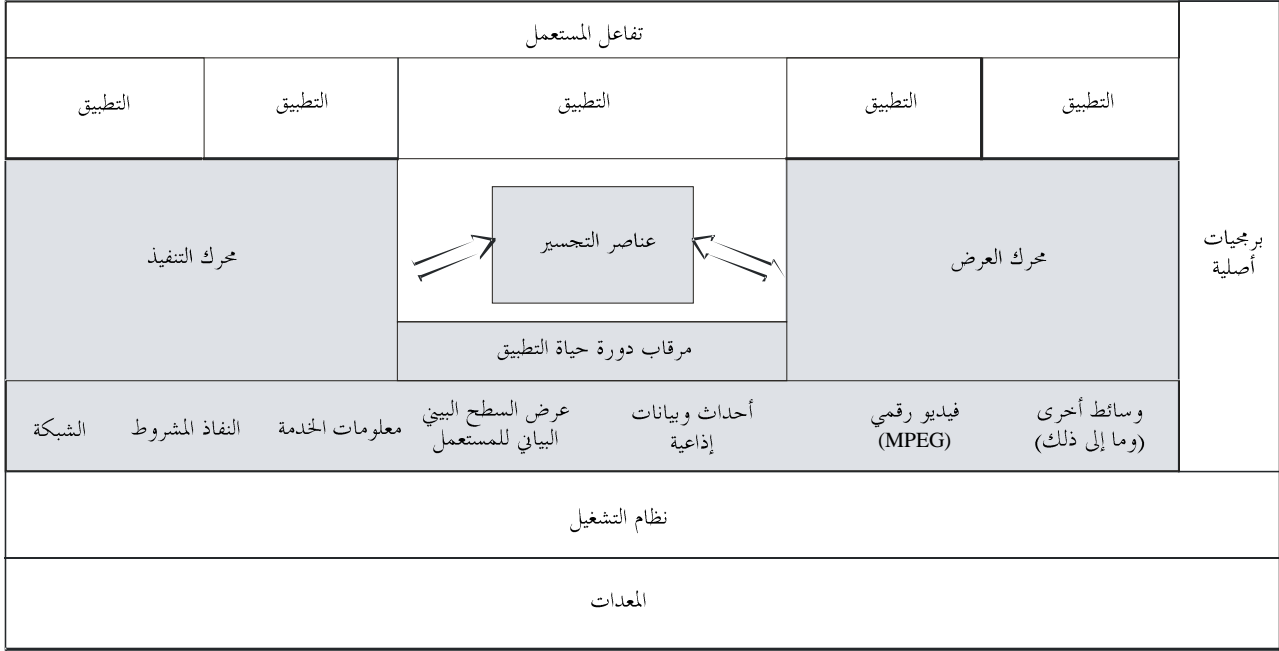 تفاعل المستعمل
التطبيق
التطبيق
التطبيق
التطبيق
التطبيق
برمجيات
أصلية
محرك العرض
عناصر التجسير
محرك التنفيذ
مرقاب دورة حياة التطبيق
وسائط أخرى
(وما إلى ذلك)
فيديو رقمي
(MPEG)
أحداث وبيانات
إذاعية
عرض السطح البيني
البياني للمستعمل
معلومات الخدمة
النفاذ المشروط
الشبكة
نظام التشغيل
المعدات